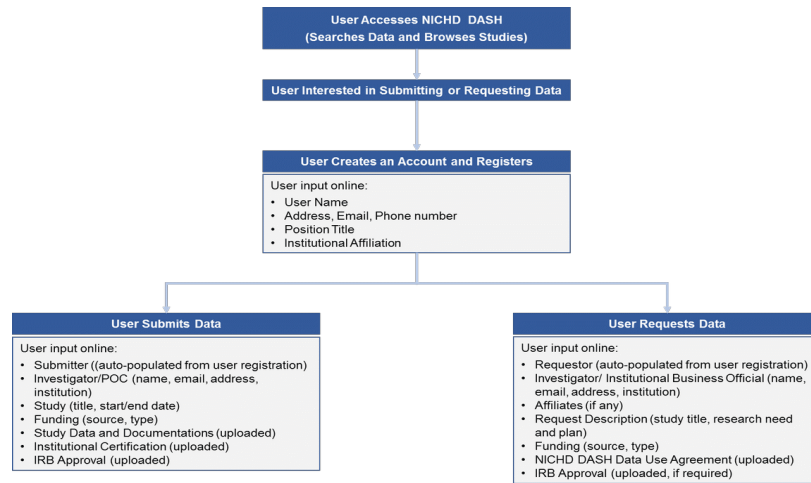 User Accesses NICHD DASH
(Searches Data and Browses Studies)
User Interested in Submitting or Requesting Data
User Creates an Account and Registers
User input online:
• User Name
• Address, Email, Phone number
• Position Title
• Institutional Affiliation
User Submits Data
User input online:
• Submitter ((auto-populated from user registration)
• Investigator/POC (name, email, address,
institution)
• Study (title, start/end date)
• Funding (source, type)
• Study Data and Documentations (uploaded)
• Institutional Certification (uploaded)
• IRB Approval (uploaded)
User Requests Data
User input online:
• Requestor (auto-populated from user registration)
• Investigator/ Institutional Business Official (name,
email, address, institution)
• Affiliates (if any)
• Request Description (study title, research need
and plan)
• Funding (source, type)
• NICHD DASH Data Use Agreement (uploaded)
• IRB Approval (uploaded, if required)